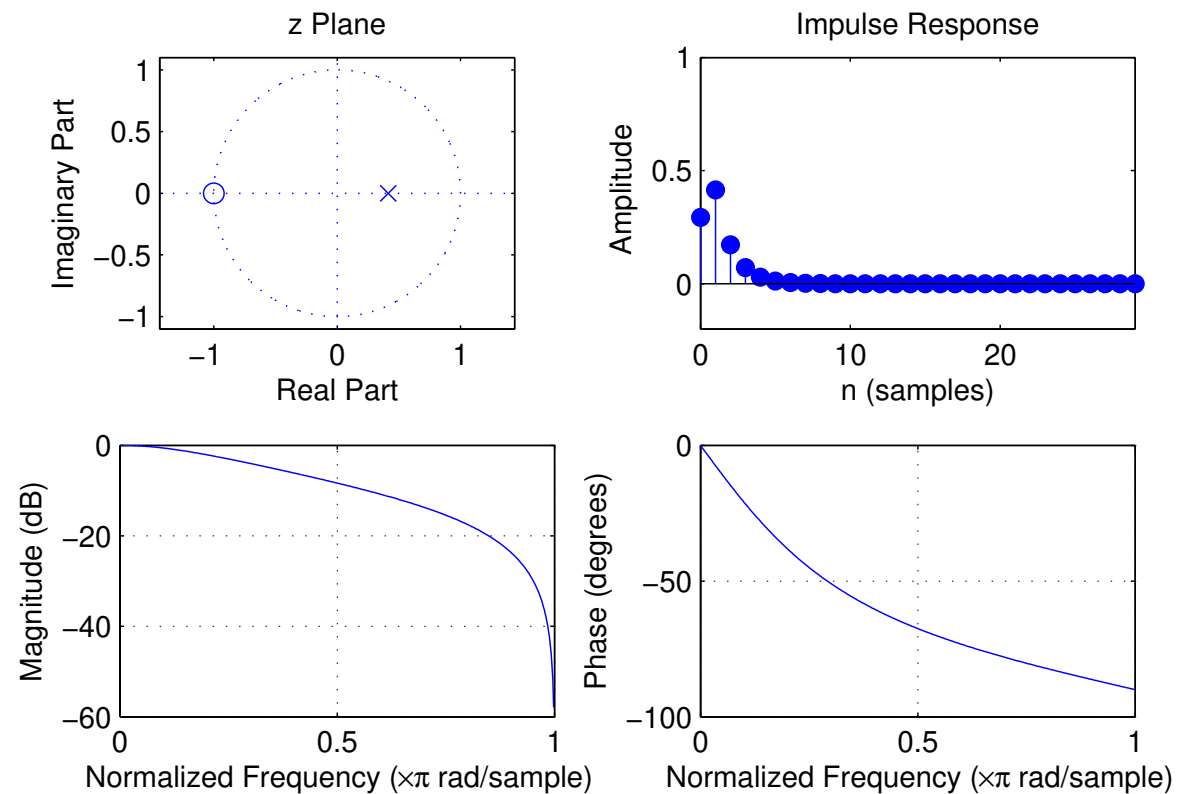 z Plane
Imaginary Part
1
0.5
0
−0.5
−1
−1
0
1
Real Part
Impulse Response
Amplitude
1
0.5
0
0
10
20
n (samples)
Magnitude (dB)
0
−20
−40
−60
0
0.5
1
Normalized Frequency (×π rad/sample)
Phase (degrees)
0
−50
−100
0
0.5
1
Normalized Frequency (×π rad/sample)